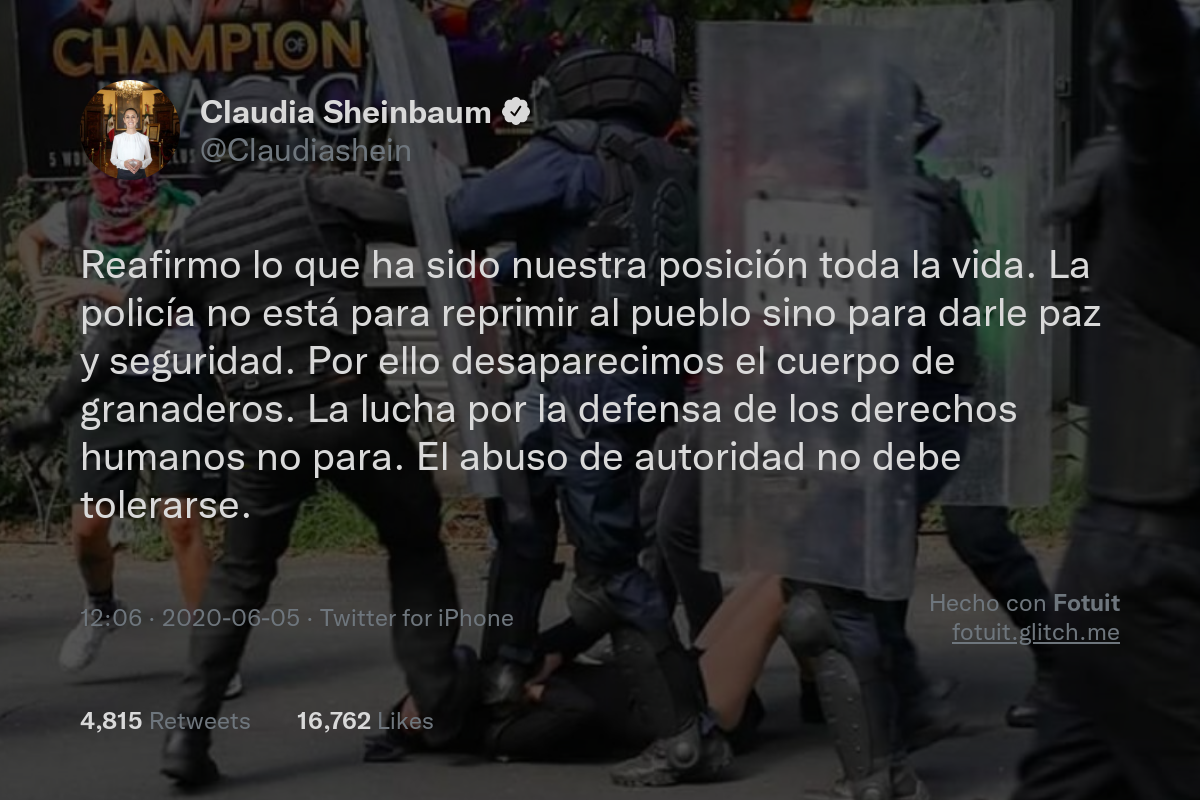 CHAMPIONS
OF
MAGIC
Claudia Sheinbaum
@Claudiashein
Reafirmo lo que ha sido nuestra posición toda la vida. La
policía no está para reprimir al pueblo sino para darle paz
y seguridad. Por ello desaparecimos el cuerpo de
granaderos. La lucha por la defensa de los derechos
humanos no para. El abuso de autoridad no debe
tolerarse.
12:06 · 2020-06-05 · Twitter for iPhone
Hecho con Fotuit
fotuit.glitch.me
4,815 Retweets 16,762 Likes